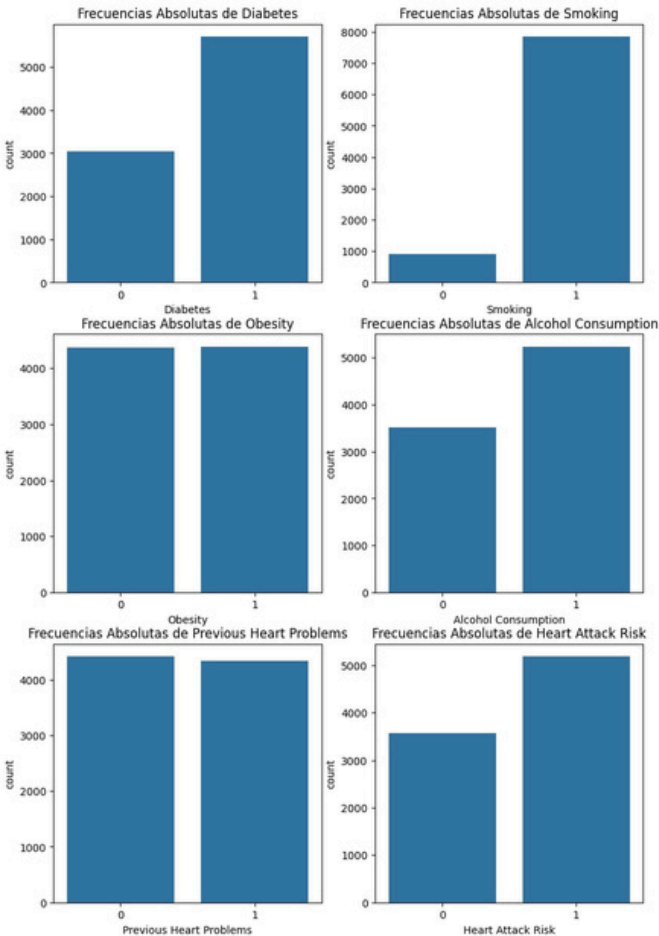 Frecuencias Absolutas de Diabetes
5000
4000
3000
2000
1000
0
count
0 1
Diabetes
Frecuencias Absolutas de Smoking
8000
7000
6000
5000
4000
3000
2000
1000
0
count
0 1
Smoking
Frecuencias Absolutas de Obesity
4000
3000
2000
1000
0
count
0 1
Obesity
Frecuencias Absolutas de Alcohol Consumption
5000
4000
3000
2000
1000
0
count
0 1
Alcohol Consumption
Frecuencias Absolutas de Previous Heart Problems
4000
3000
2000
1000
0
count
0 1
Previous Heart Problems
Frecuencias Absolutas de Heart Attack Risk
5000
4000
3000
2000
1000
0
count
0 1
Heart Attack Risk